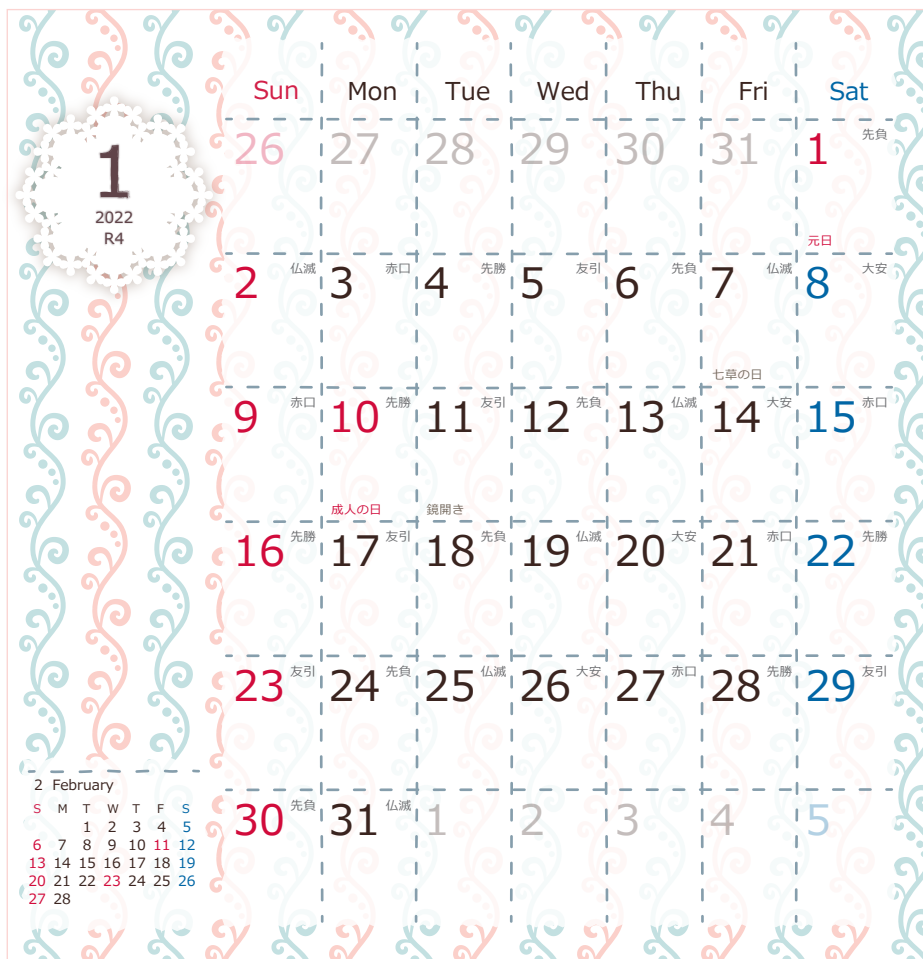 1
2022
R4
Sun Mon Tue Wed Thu Fri Sat
26 27 28 29 30 31 1 先負
元日
2 仏滅 3 赤口 4 先勝 5 友引 6 先負 7 仏滅 8 大安
七草の日
9 赤口 10 先勝 11 友引 12 先負 13 仏滅 14 大安 15 赤口
成人の日 鏡開き
16 先勝 17 友引 18 先負 19 仏滅 20 大安 21 赤口 22 先勝
23 友引 24 先負 25 仏滅 26 大安 27 赤口 28 先勝 29 友引
30 先負 31 仏滅 1 2 3 4 5
2 February
S M T W T F S
1 2 3 4 5
6 7 8 9 10 11 12
13 14 15 16 17 18 19
20 21 22 23 24 25 26
27 28